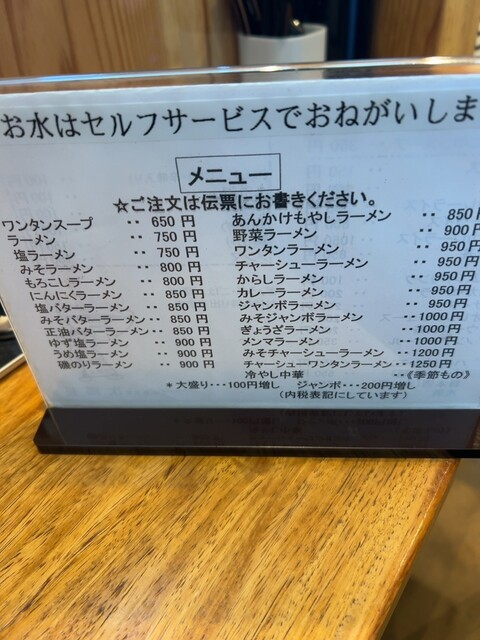 お水はセルフサービスでおねがいしま
メニュー
☆ご注文は伝票にお書きください。
ワンタンスープ ・・ 650 円
ラーメン ・・ 750 円
塩ラーメン ・・ 750 円
みそラーメン ・・ 800 円
もろこしラーメン ・・ 800 円
にんにくラーメン ・・ 850 円
塩バターラーメン ・・ 850 円
みそバターラーメン ・・ 850 円
正油バターラーメン ・・ 850 円
ゆず塩ラーメン ・・ 900 円
うめ塩ラーメン ・・ 900 円
磯のりラーメン ・・ 900 円
あんかけもやしラーメン ・・ 850
野菜ラーメン ・・ 900 円
ワンタンラーメン ・・ 950 円
チャーシューラーメン ・・ 950 円
からしラーメン ・・ 950 円
カレーラーメン ・・ 950 円
ジャンボラーメン ・・ 950 円
みそジャンボラーメン ・・1000 円
ぎょうざラーメン ・・1000 円
メンマラーメン ・・1000 円
みそチャーシューラーメン ・・1200 円
チャーシューワンタンラーメン ・・1250 円
冷やし中華 ・・《季節もの》
＊大盛り・・100円増し ジャンボ・・・200円増し
（内税表記にしています）